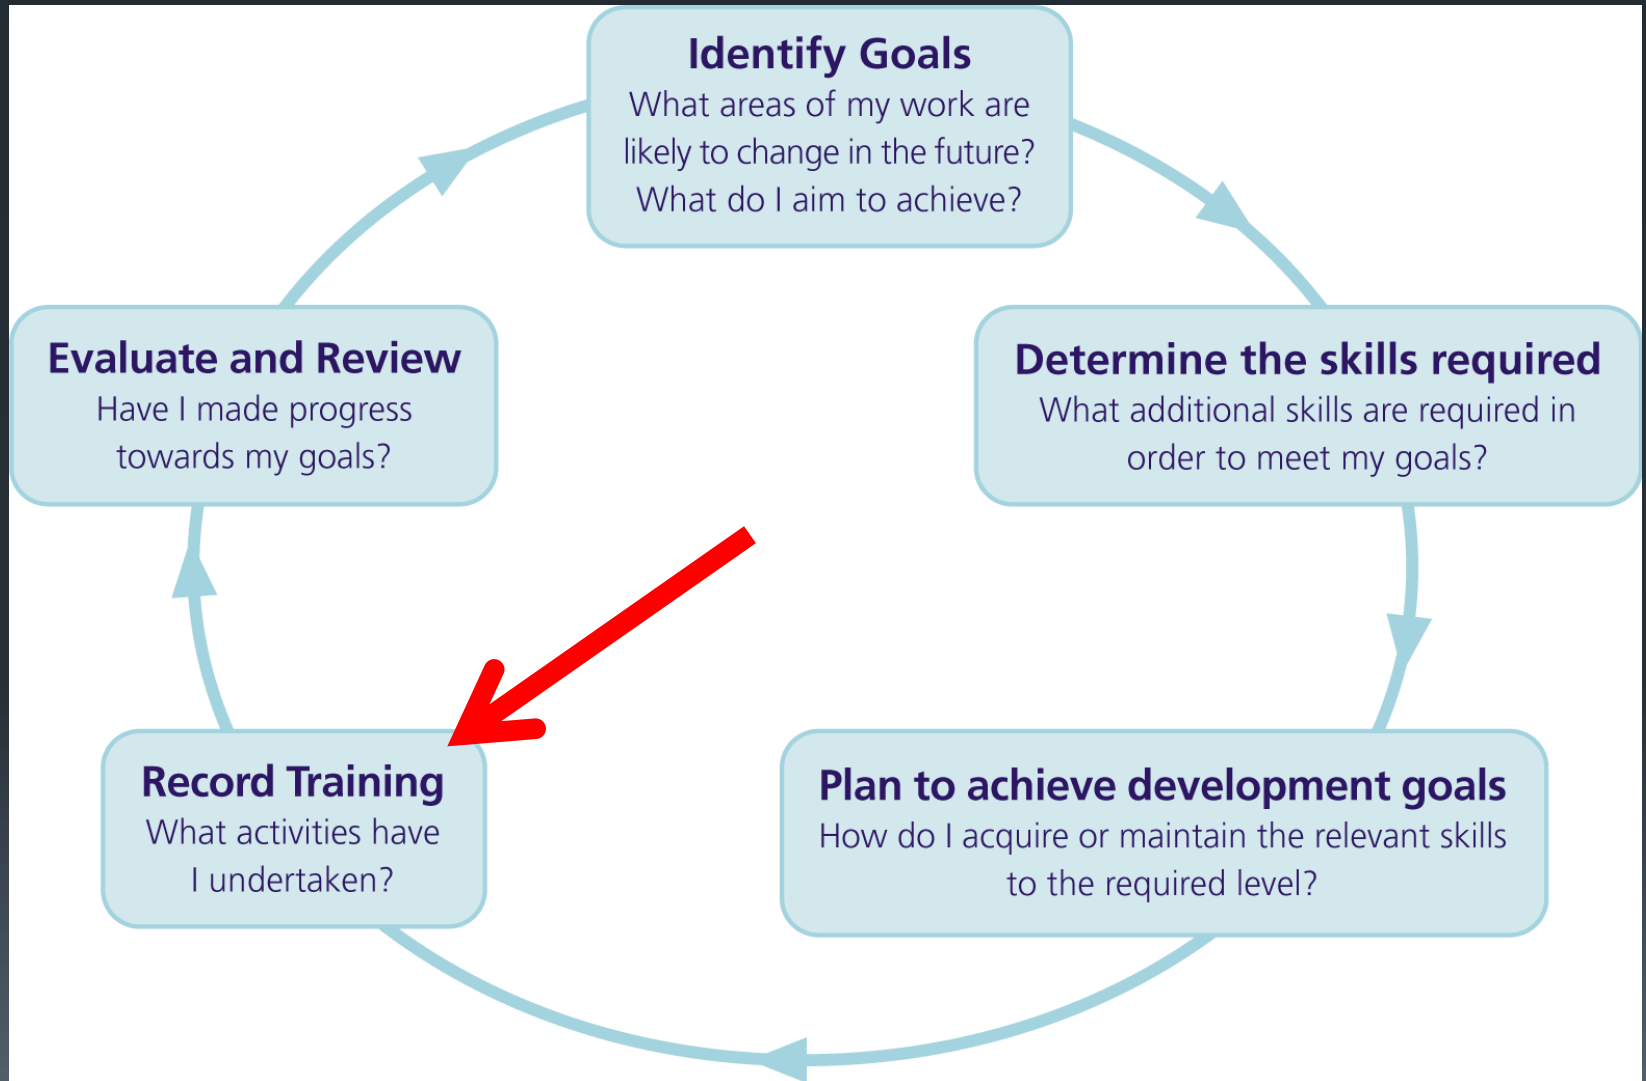 Identify Goals
What areas of my work are
likely to change in the future?
What do I aim to achieve?
Determine the skills required
What additional skills are required in
order to meet my goals?
Plan to achieve development goals
How do I acquire or maintain the relevant skills
to the required level?
Record Training
What activities have
I undertaken?
Evaluate and Review
Have I made progress
towards my goals?